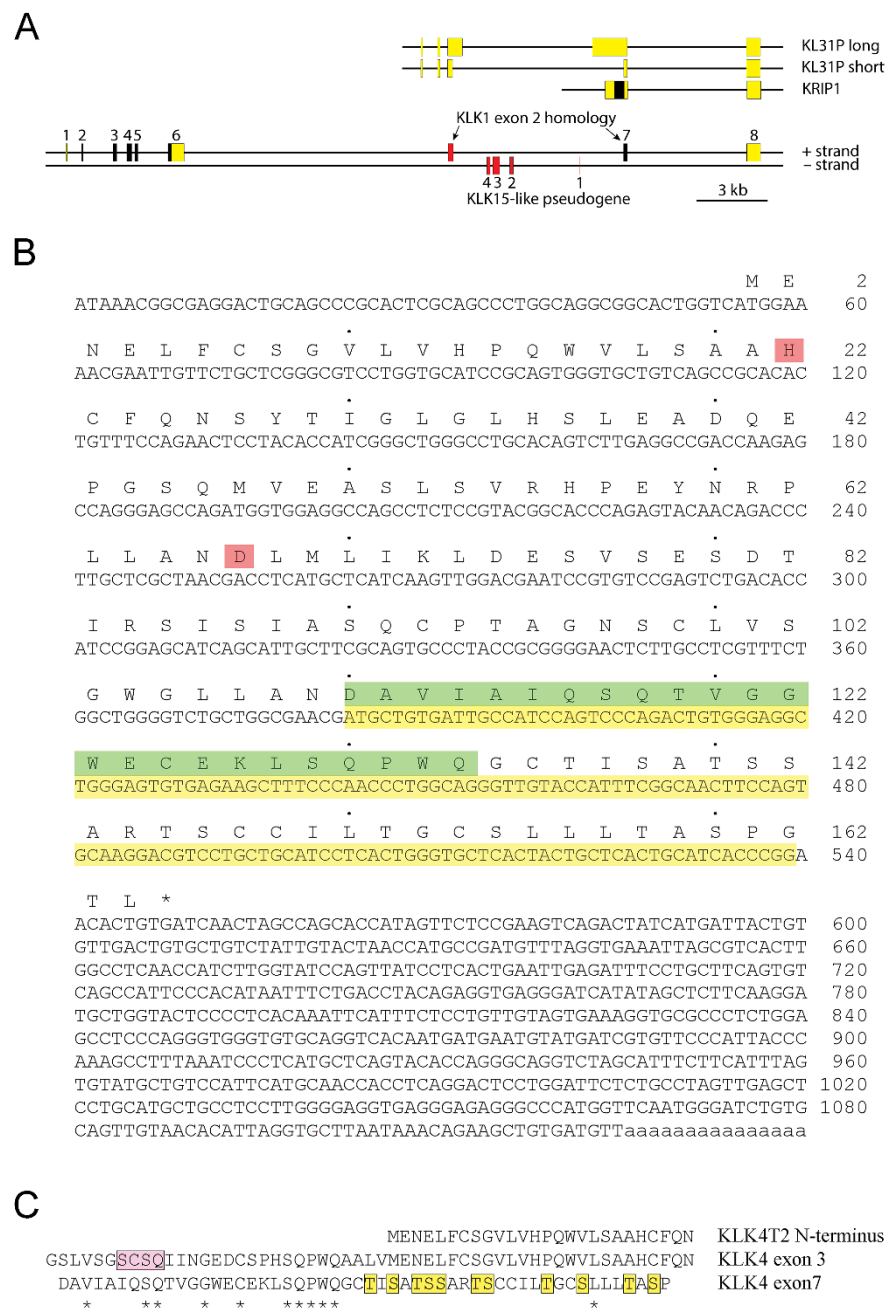 A
KL31P long
KL31P short
KRIP1
KLK1 exon 2 homology
1 2 3 4 5 6 7 8
+ strand
– strand
4 3 2 1
KLK15-like pseudogene
3 kb
B
M E 2
ATAAACGGCGAGGACTGCAGCCCGCACTCGCAGCCCTGGCAGGCGGCACTGGTCATGGAA 60
N E L F C S G V L V H P Q W V L S A A H 22
AACGAATTGTTCTGCTCGGGCGTCCTGGTGCATCCGCAGTGGGTGCTGTCAGCCGCACAC 120
C F Q N S Y T I G L G L H S L E A D Q E 42
TGTTTCCAGAACTCCTACACCATCGGGCTGGGCCTGCACAGTCTTGAGGCCGACCAAGAG 180
P G S Q M V E A S L S V R H P E Y N R P 62
CCAGGGAGCCAGATGGTGGAGGCCAGCCTCTCCGTACGGCACCCAGAGTACAACAGACCC 240
L L A N D L M L I K L D E S V S E S D T 82
TTGCTCGCTAACGACCTCATGCTCATCAAGTTGGACGAATCCGTGTCCGAGTCTGACACC 300
I R S I S I A S Q C P T A G N S C L V S 102
ATCCGGAGCATCAGCATTGCTTCGCAGTGCCCTACCGCGGGGAACTCTTGCCTCGTTTCT 360
G W G L L A N D A V I A I Q S Q T V G G 122
GGCTGGGGTCTGCTGGCGAACGATGCTGTGATTGCCATCCAGTCCCAGACTGTGGGAGGC 420
W E C E K L S Q P W Q G C T I S A T S S 142
TGGGAGTGTGAGAAGCTTTCCCAACCCTGGCAGGGTTGTACCATTTCGGCAACTTCCAGT 480
A R T S C C I L T G C S L L L T A S P G 162
GCAAGGACGTCCTGCTGCATCCTCACTGGGTGCTCACTACTGCTCACTGCATCACCCGGA 540
T L *
ACACTGTGATCAACTAGCCAGCACCATAGTTCTCCGAAGTCAGACTATCATGATTACTGT 600
GTTGACTGTGCTGTCTATTGTACTAACCATGCCGATGTTTAGGTGAAATTAGCGTCACTT 660
GGCCTCAACCATCTTGGTATCCAGTTATCCTCACTGAATTGAGATTTCCTGCTTCAGTGT 720
CAGCCATTCCCACATAATTTCTGACCTACAGAGGTGAGGGATCATATAGCTCTTCAAGGA 780
TGCTGGTACTCCCCTCACAAATTCATTTCTCCTGTTGTAGTGAAAGGTGCGCCCTCTGGA 840
GCCTCCCAGGGTGGGTGTGCAGGTCACAATGATGAATGTATGATCGTGTTCCCATTACCC 900
AAAGCCTTTAAATCCCTCATGCTCAGTACACCAGGGCAGGTCTAGCATTTCTTCATTTAG 960
TGTATGCTGTCCATTCATGCAACCACCTCAGGACTCCTGGATTCTCTGCCTAGTTGAGCT 1020
CCTGCATGCTGCCTCCTTGGGGAGGTGAGGGAGAGGGCCCATGGTTCAATGGGATCTGTG 1080
CAGTTGTAACACATTAGGTGCTTAATAAACAGAAGCTGTGATGTTaaaaaaaaaaaaaaa
C
MENELFCSGVLVHPQWVLSAAHCFQN KLK4T2 N-terminus
GSLVSGSCSQIINGEDCSPHSQPWQAALVMENELFCSGVLVHPQWVLSAAHCFQN KLK4 exon 3
DAVIAIQSQTVGGWECEKLSQPWQGCTISATSSARTSCCILTGCSLLLTASP KLK4 exon7
* ** * * ***** *